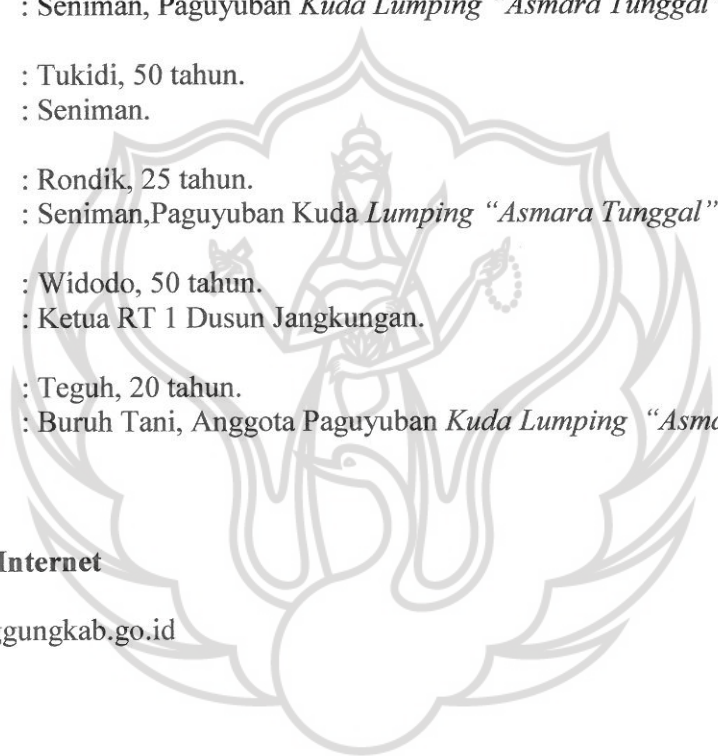 : Seniman, Paguyuban Kuda Lumping “Asmara Tunggal”
: Tukidi, 50 tahun.
: Seniman.
: Rondik, 25 tahun.
: Seniman,Paguyuban Kuda Lumping “Asmara Tunggal”
: Widodo, 50 tahun.
: Ketua RT 1 Dusun Jangkungan.
: Teguh, 20 tahun.
: Buruh Tani, Anggota Paguyuban Kuda Lumping
Internet
gungkab.go.id